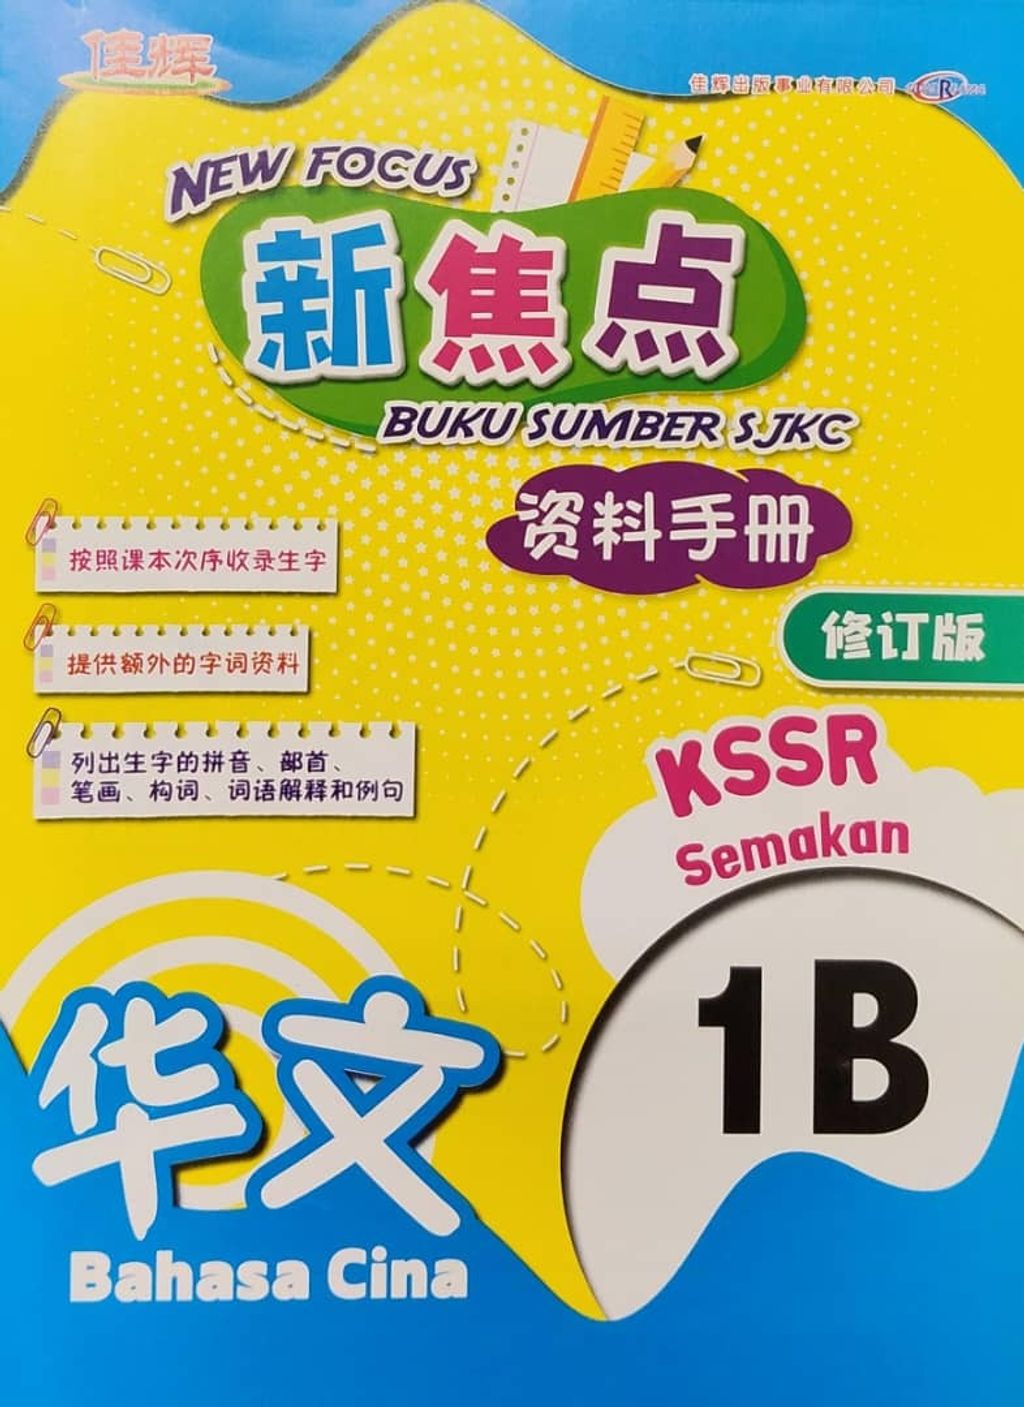 佳辉
佳辉出版事业有限公司
NEW FOCUS
新焦点
BUKU SUMBER SJKC
资料手册
按照课本次序收录生字
修订版
提供额外的字词资料
列出生字的拼音、部首、
笔画、构词、词语解释和例句
KSSR
Semakan
1B
华文
Bahasa Cina